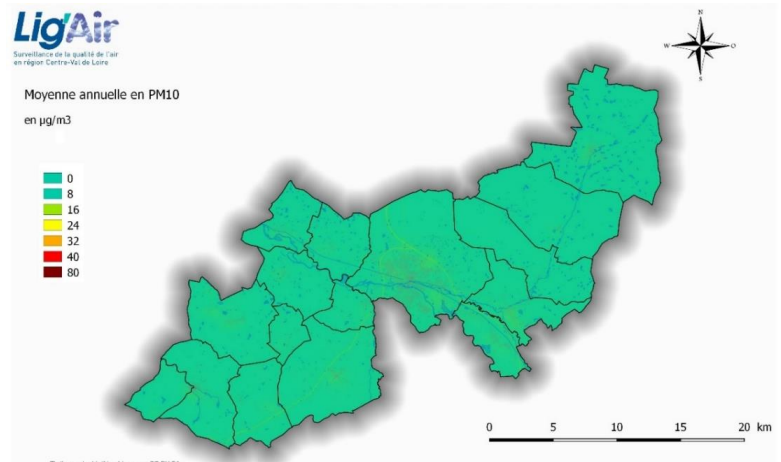 Lig'Air
Surveillance de la qualité de l'air
en région Centre-Val de Loire
Moyenne annuelle en PM10
en µg/m3
0
8
16
24
32
40
80
N
W O
S
0 5 10 15 20 km